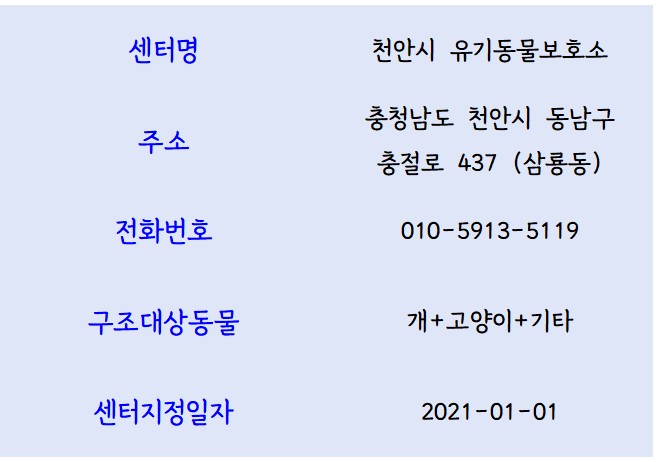 센터명 천안시 유기동물보호소
주소 충청남도 천안시 동남구
충절로 437 (삼룡동)
전화번호 010-5913-5119
구조대상동물 개+고양이+기타
센터지정일자 2021-01-01